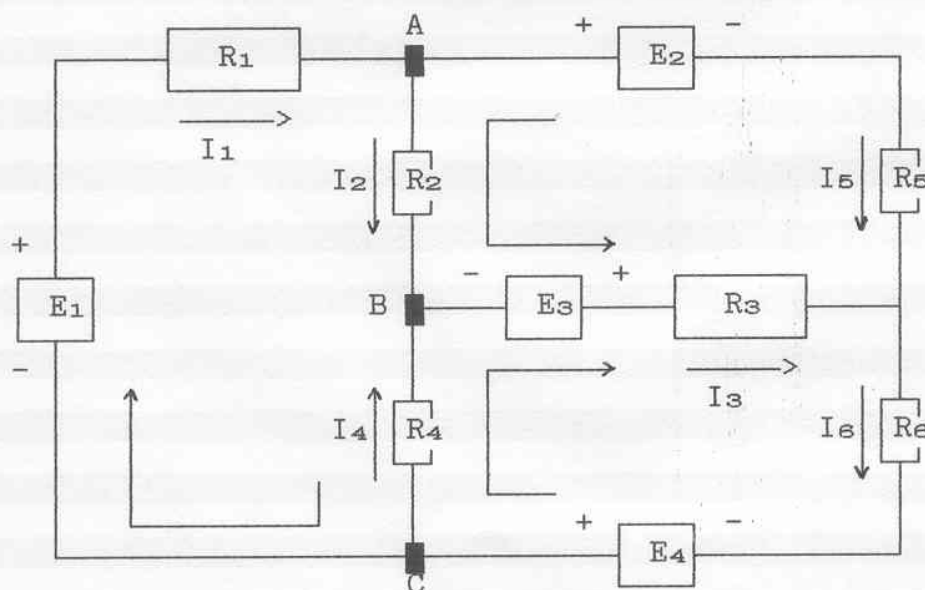 A
+ -
R1 E2
I1
I2 R2 I5 R5
+
- +
B E3 R3
E1
-
I3
I4 R4 I6 R6
+ -
E4
C